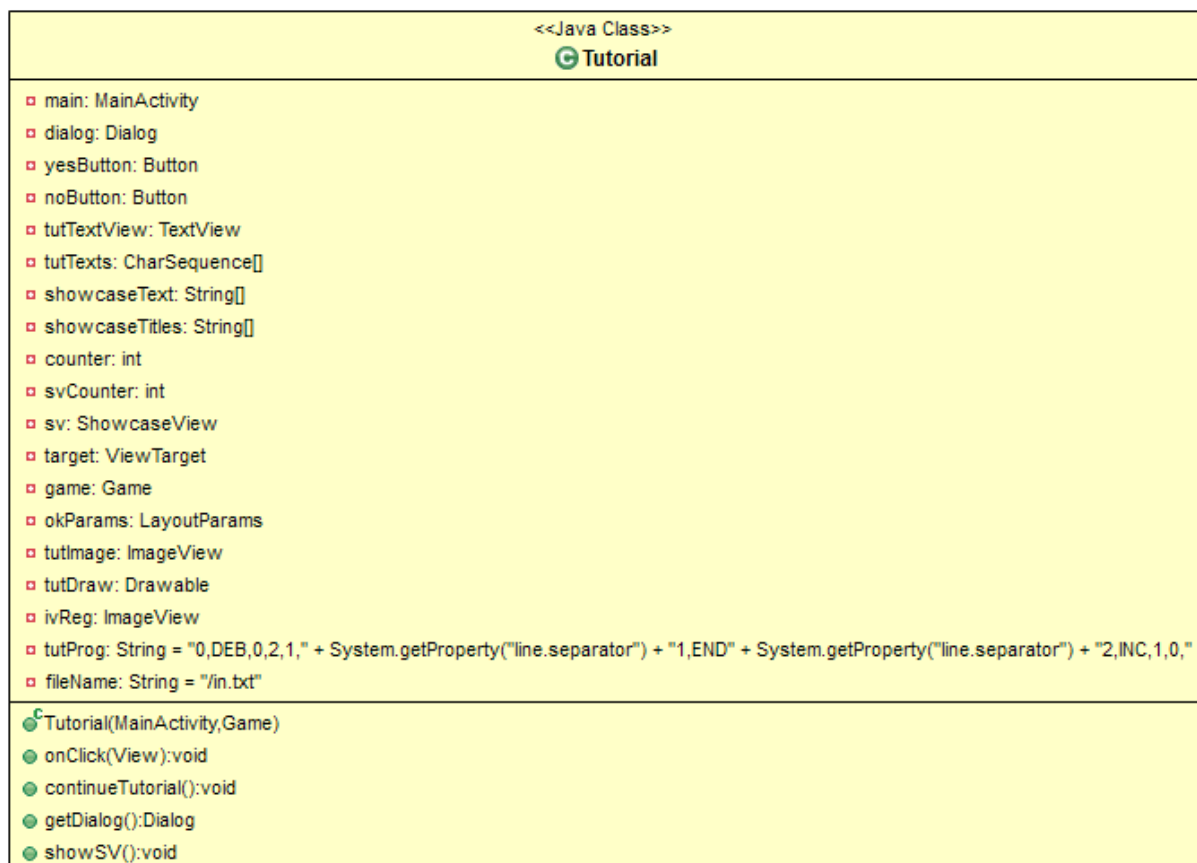 <<Java Class>>
C Tutorial
main: MainActivity
dialog: Dialog
yesButton: Button
noButton: Button
tutTextView: TextView
tutTexts: CharSequence[]
showcaseText: String[]
showcaseTitles: String[]
counter: int
svCounter: int
sv: ShowcaseView
target: ViewTarget
game: Game
okParams: LayoutParams
tutImage: ImageView
tutDraw: Drawable
ivReg: ImageView
tutProg: String = "0,DEB,0,2,1," + System.getProperty("line.separator") + "1,END" + System.getProperty("line.separator") + "2,INC,1,0,"
fileName: String = "/in.txt"
C Tutorial(MainActivity,Game)
onClick(View):void
continueTutorial():void
getDialog():Dialog
showSV():void